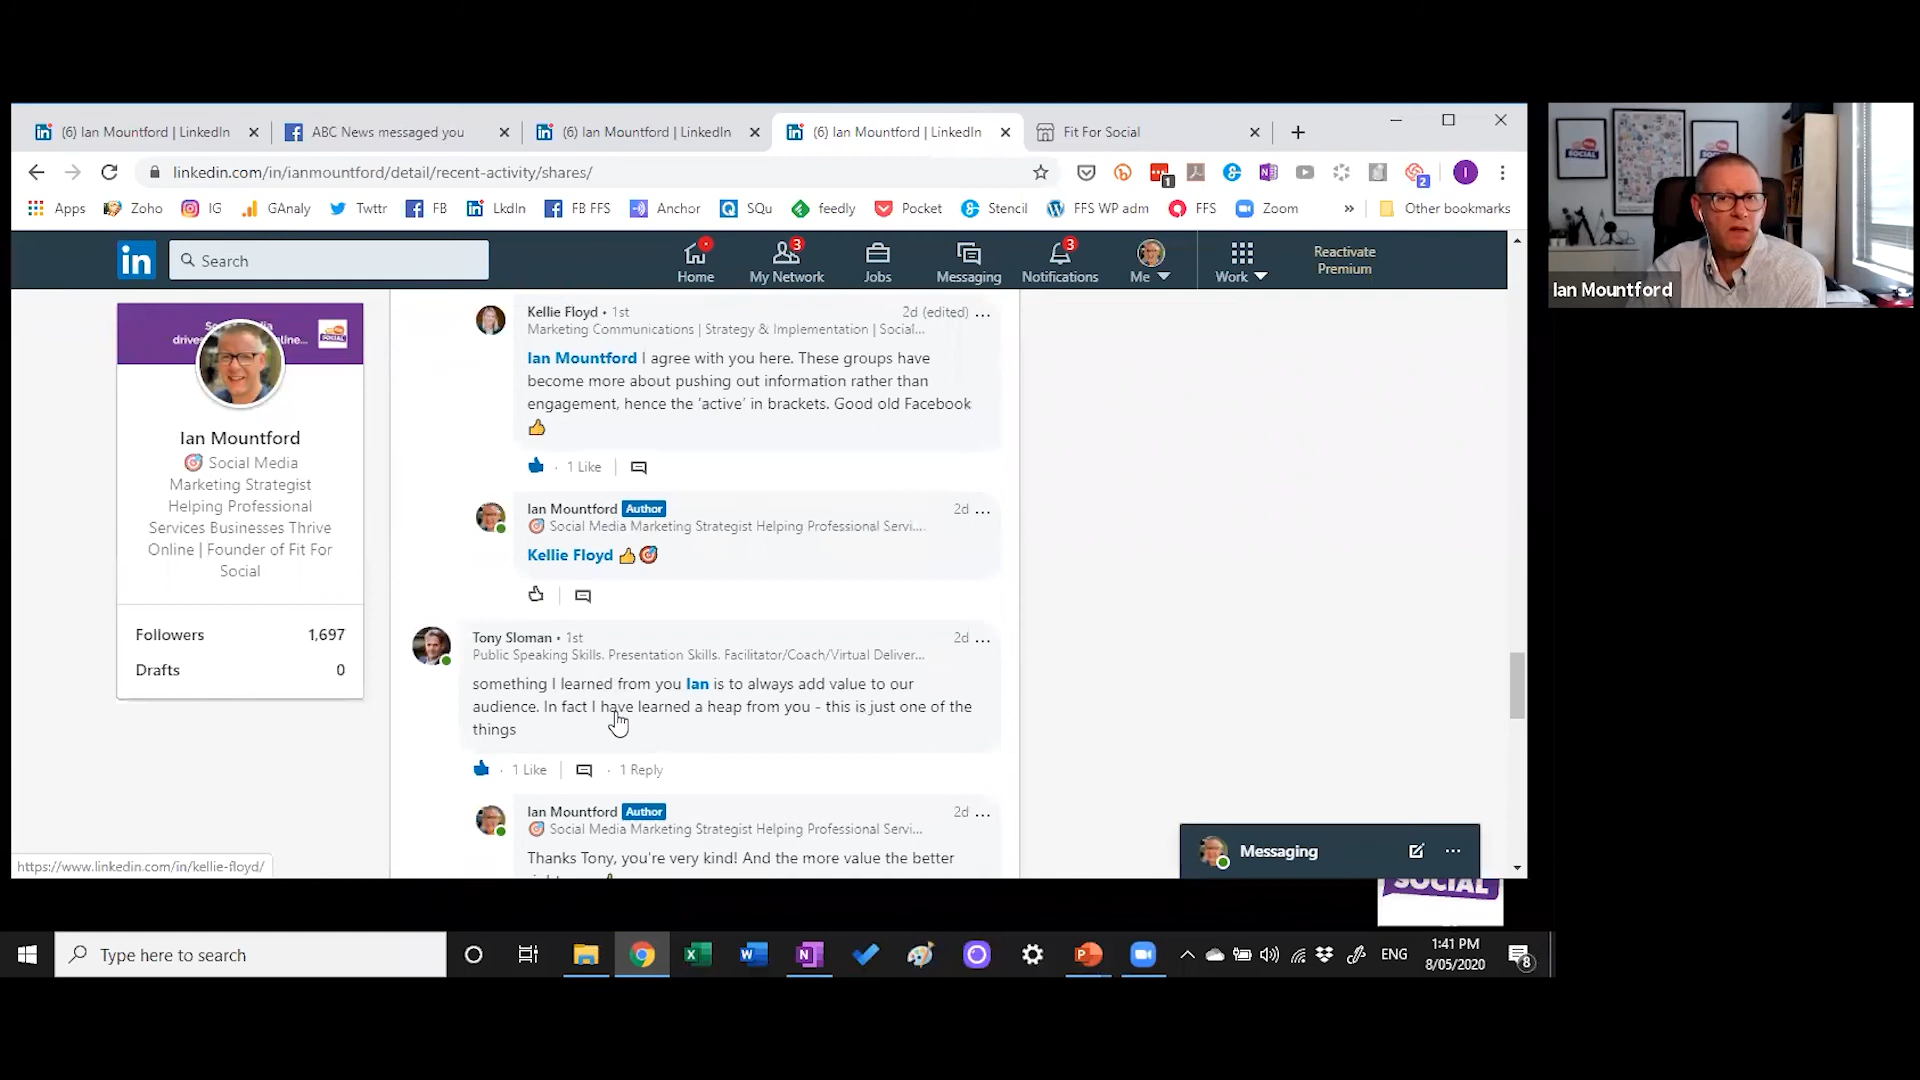 (6) Ian Mountford | LinkedIn
ABC News messaged you
(6) Ian Mountford | LinkedIn
(6) Ian Mountford | LinkedIn
Fit For Social
linkedin.com/in/ianmountford/detail/recent-activity/shares/
1
2
I
Apps
Zoho
IG
GAnaly
Twttr
FB
LkdIn
FB FFS
Anchor
SQu
feedly
Pocket
Stencil
FFS WP adm
FFS
Zoom
»
Other bookmarks
in
Search
Home
3
My Network
Jobs
Messaging
3
Notifications
Me
Work
Reactivate
Premium
SOCIAL
Ian Mountford
Social Media
Marketing Strategist
Helping Professional
Services Businesses Thrive
Online | Founder of Fit For
Social
Followers 1,697
Drafts 0
Kellie Floyd • 1st 2d (edited) ...
Marketing Communications | Strategy & Implementation | Social...
Ian Mountford I agree with you here. These groups have
become more about pushing out information rather than
engagement, hence the ‘active’ in brackets. Good old Facebook
👍
1 Like
Ian Mountford Author 2d ...
🎯 Social Media Marketing Strategist Helping Professional Servi...
Kellie Floyd 👍🎯
Tony Sloman • 1st 2d ...
Public Speaking Skills. Presentation Skills. Facilitator/Coach/Virtual Deliver...
something I learned from you Ian is to always add value to our
audience. In fact I have learned a heap from you - this is just one of the
things
1 Like · 1 Reply
Ian Mountford Author 2d ...
🎯 Social Media Marketing Strategist Helping Professional Servi...
Thanks Tony, you're very kind! And the more value the better
https://www.linkedin.com/in/kellie-floyd/
Messaging
SOCIAL
Type here to search
ENG
1:41 PM
8/05/2020
8
SOCIAL
Ian Mountford